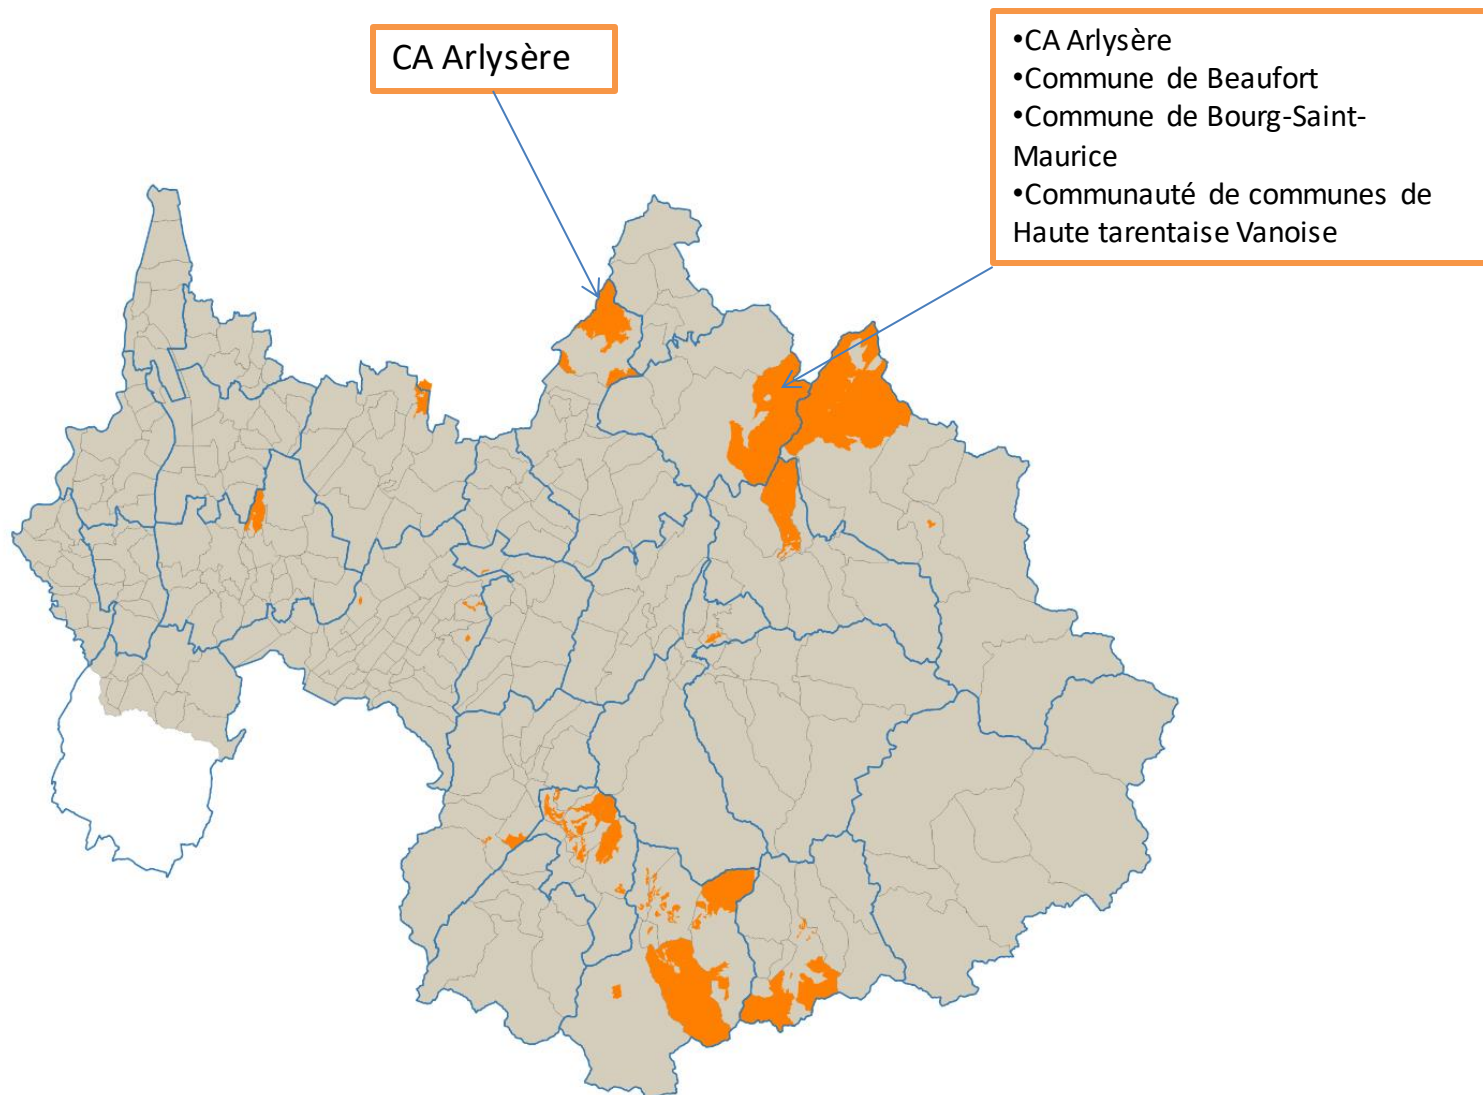 CA Arlysère
•CA Arlysère
•Commune de Beaufort
•Commune de Bourg-Saint-
Maurice
•Communauté de communes de
Haute tarentaise Vanoise